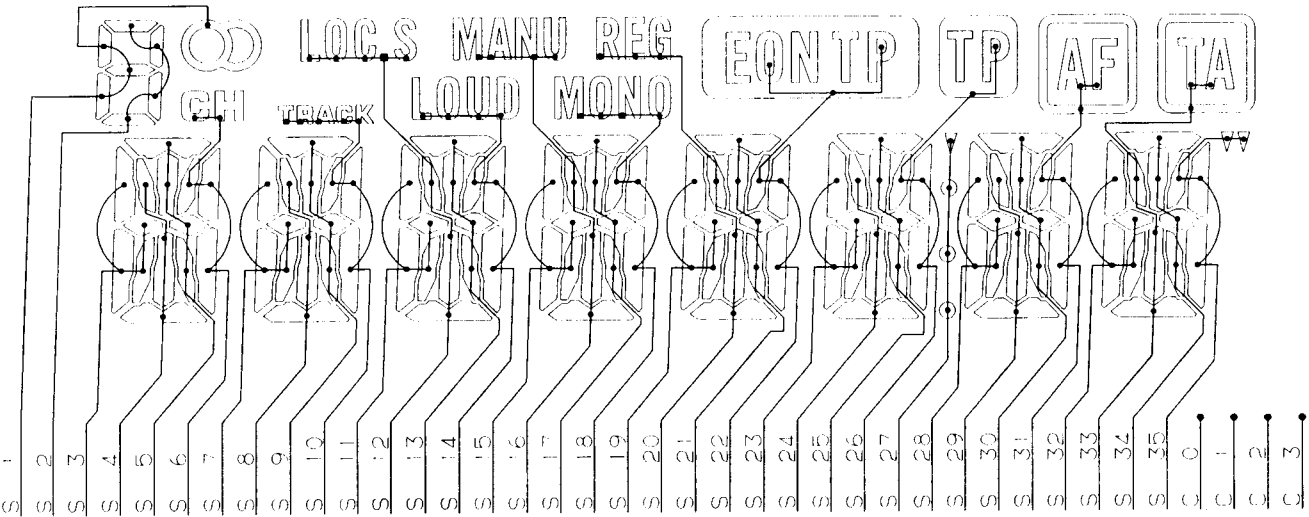 LOC S MANU REG EON TP TP AF TA
CH TRACK LOUD MONO
S 1 S 2 S 3 S 4 S 5 S 6 S 7 S 8 S 9 S 10 S 11 S 12 S 13 S 14 S 15 S 16 S 17 S 18 S 19 S 20 S 21 S 22 S 23 S 24 S 25 S 26 S 27 S 28 S 29 S 30 S 31 S 32 S 33 S 34 S 35 C 0 C 1 C 2 C 3